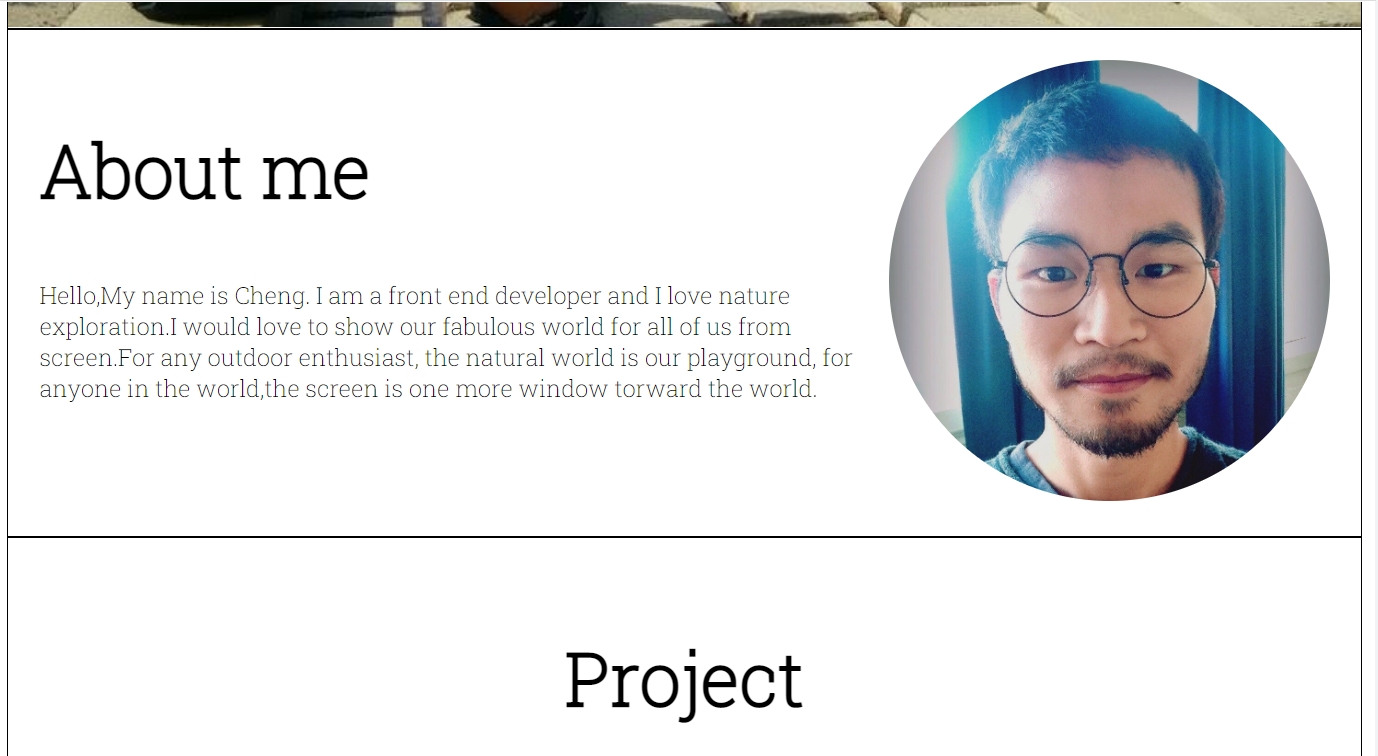 About me
Hello,My name is Cheng. I am a front end developer and I love nature
exploration.I would love to show our fabulous world for all of us from
screen.For any outdoor enthusiast, the natural world is our playground, for
anyone in the world,the screen is one more window torward the world.
Project